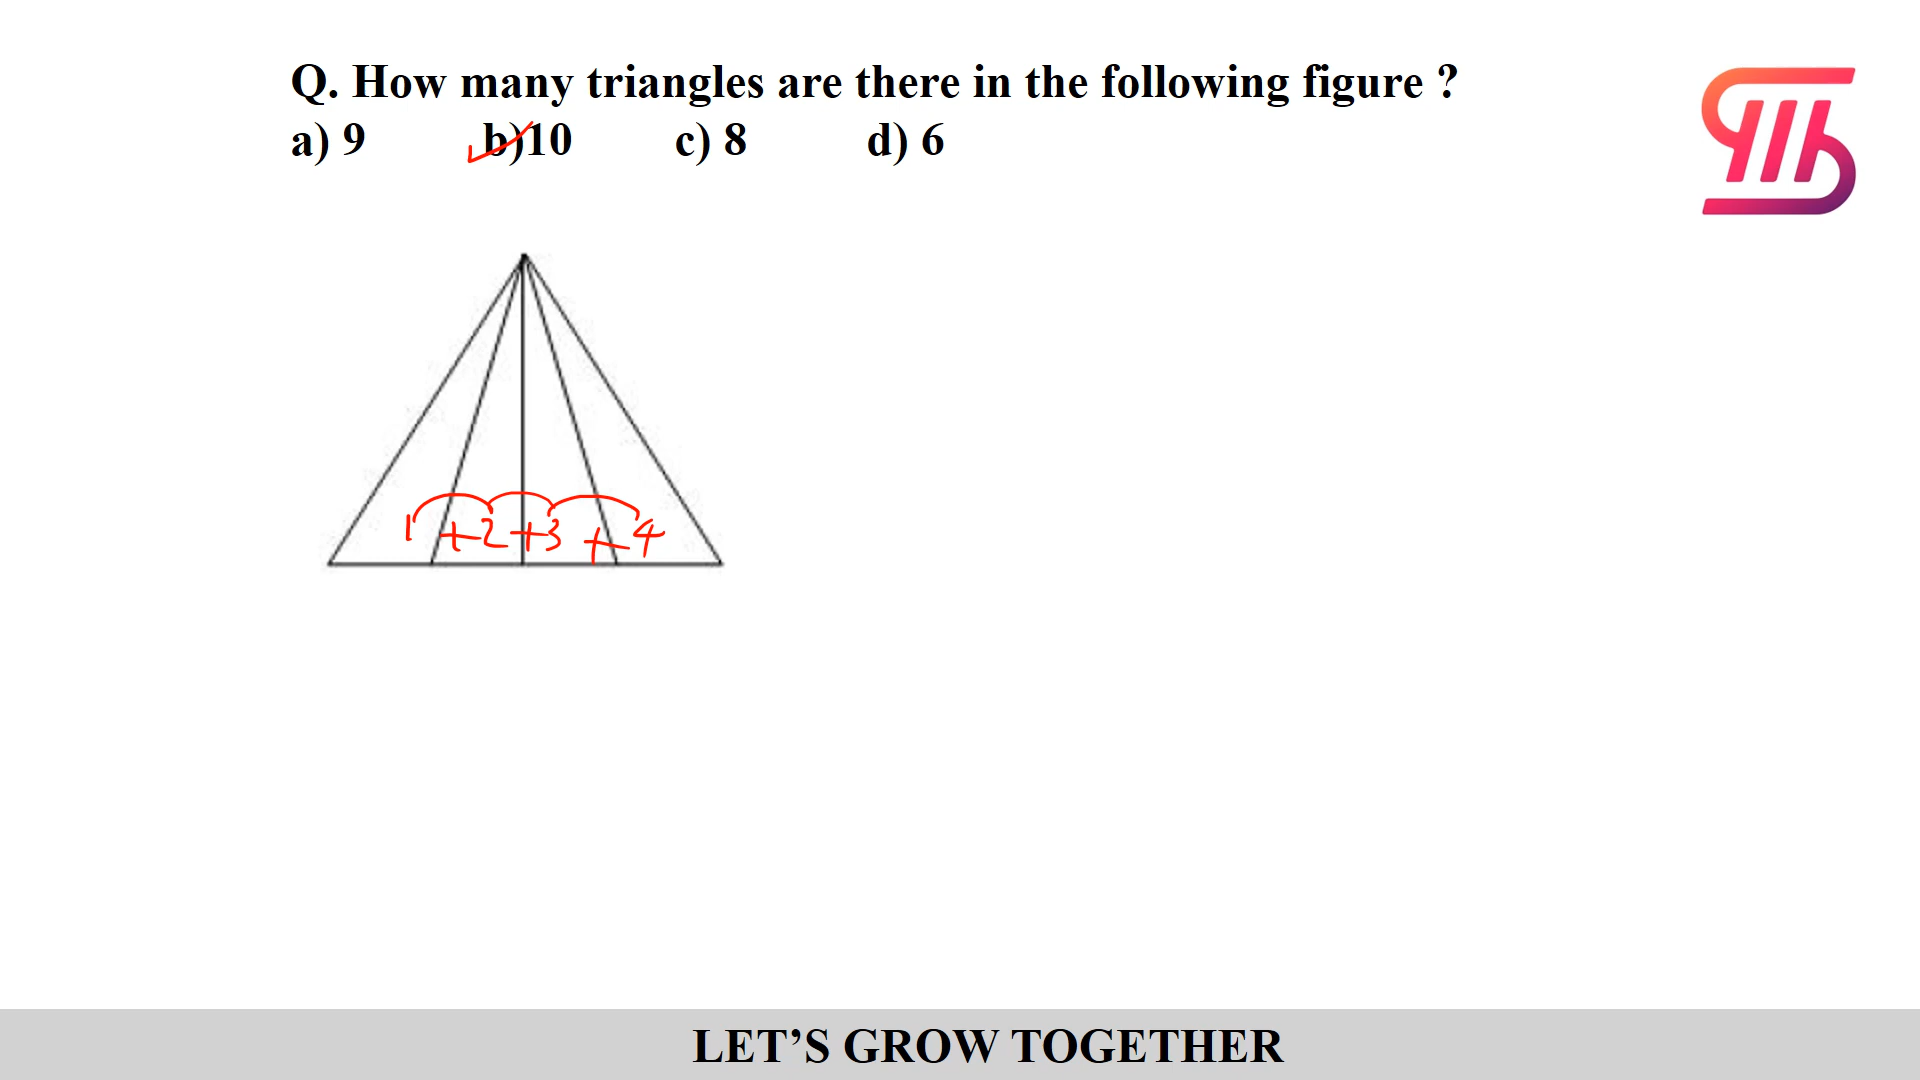 Q. How many triangles are there in the following figure ?
a) 9 b)10 c) 8 d) 6
1 + 2 + 3 + 4
LET’S GROW TOGETHER